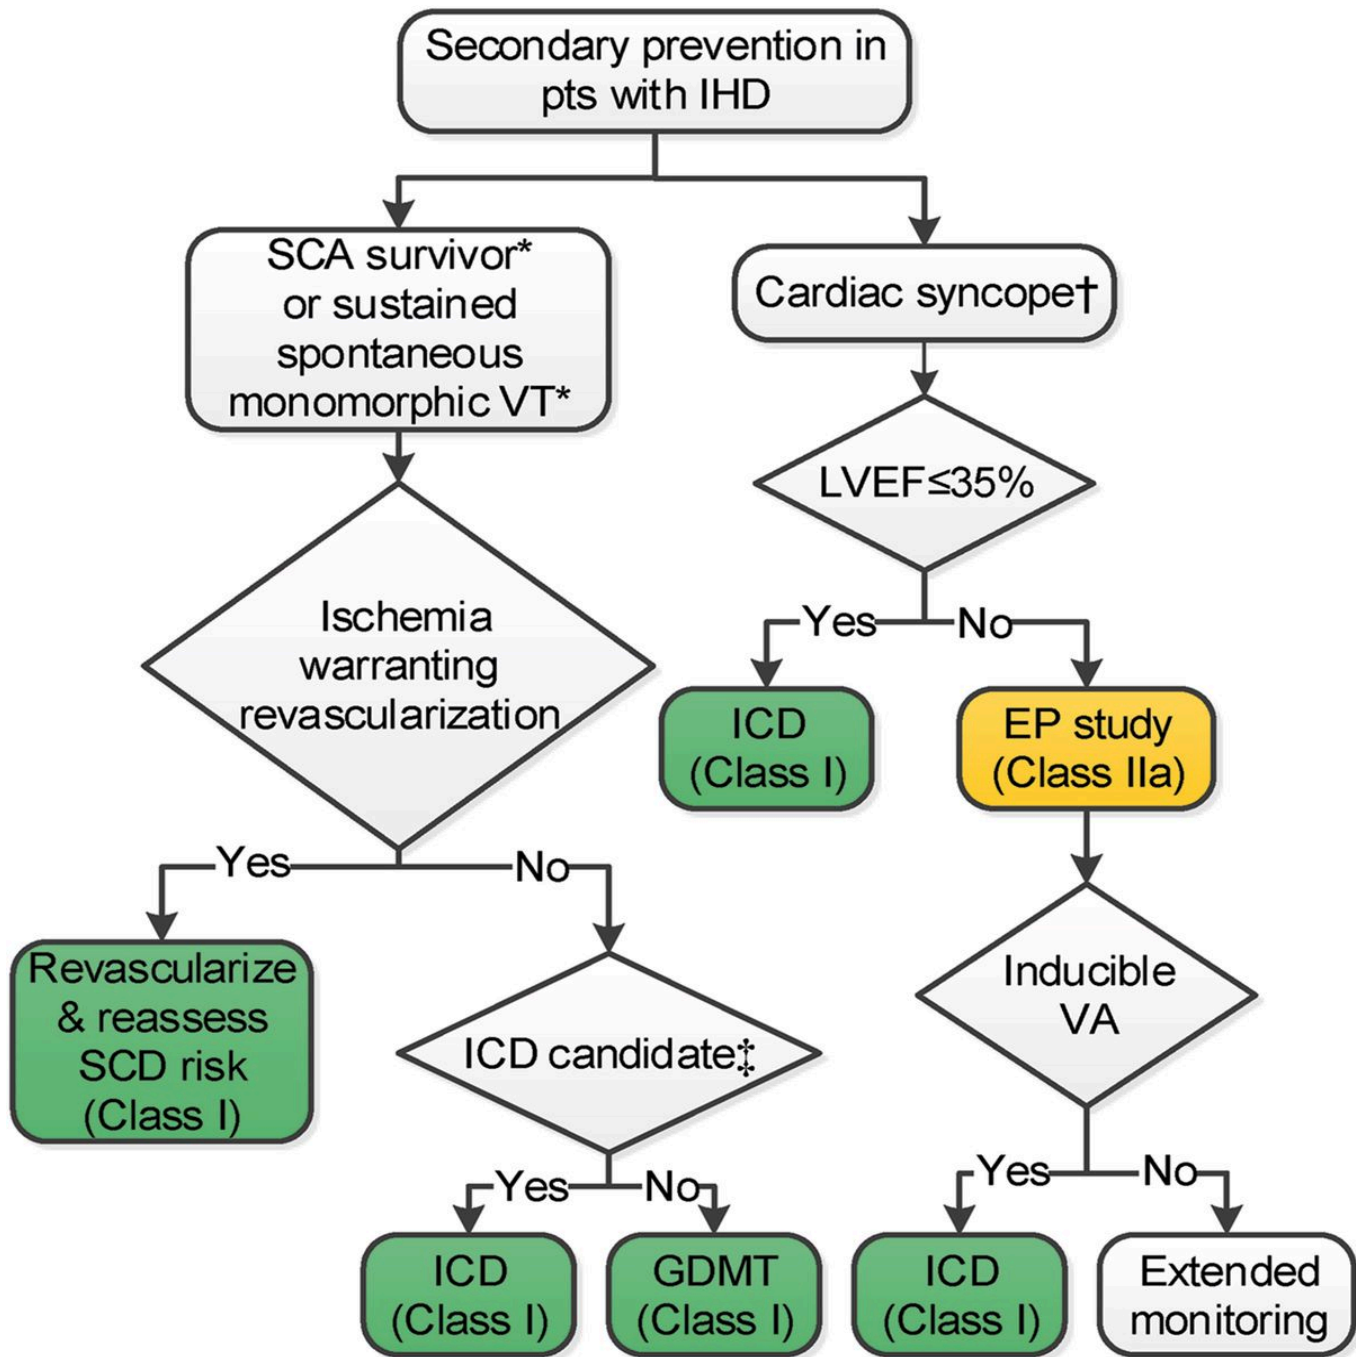 Secondary prevention in
pts with IHD
SCA survivor*
or sustained
spontaneous
monomorphic VT*
Cardiac syncope†
LVEF≤35%
Ischemia
warranting
revascularization
Yes
No
ICD
(Class I)
EP study
(Class IIa)
Yes
No
Revascularize
& reassess
SCD risk
(Class I)
ICD candidate‡
Inducible
VA
Yes
No
Yes
No
ICD
(Class I)
GDMT
(Class I)
ICD
(Class I)
Extended
monitoring